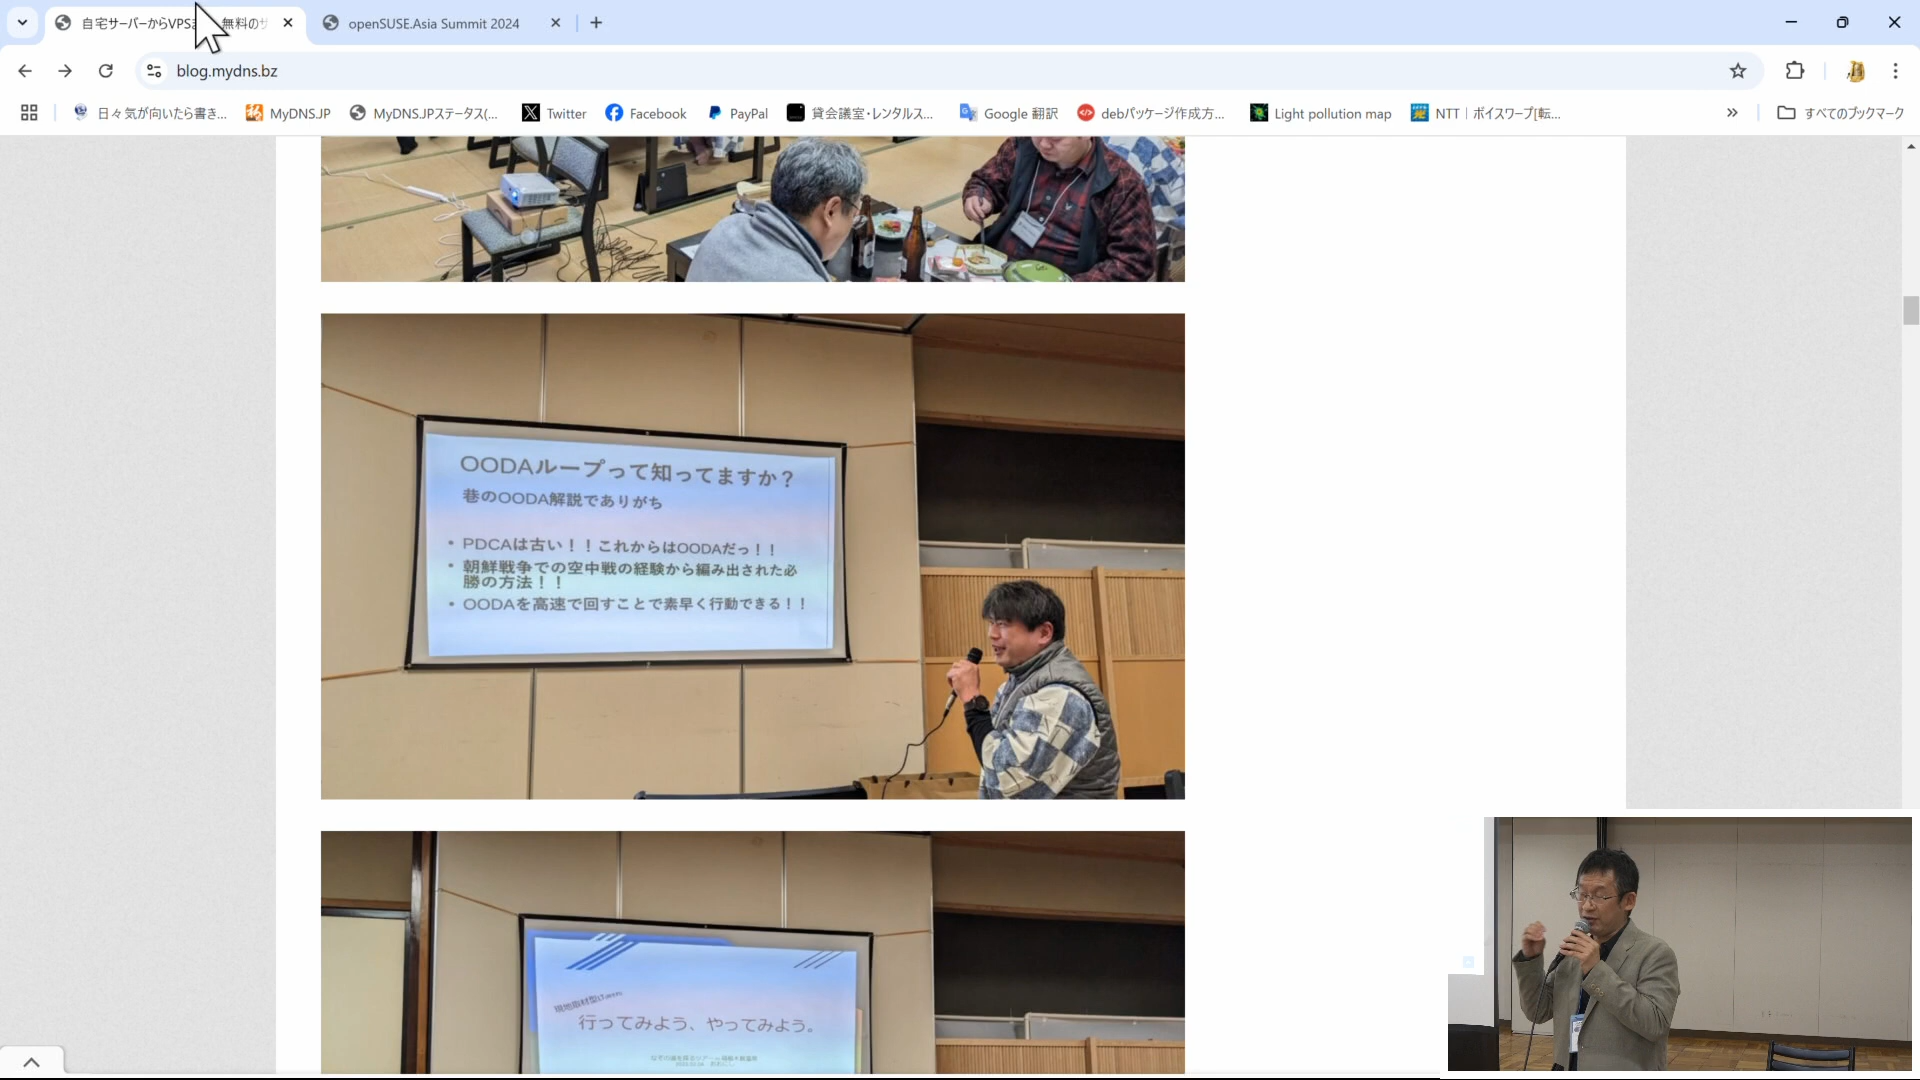 自宅サーバーからVPSま
無料のサ
openSUSE.Asia Summit 2024
blog.mydns.bz
日々気が向いたら書き...
MyDNS.JP
MyDNS.JPステータス(...
Twitter
Facebook
PayPal
貸会議室・レンタルス...
Google 翻訳
debパッケージ作成方...
Light pollution map
NTT｜ボイスワープ[転...
すべてのブックマーク
OODAループって知ってますか？
巷のOODA解説でありがち
• PDCAは古い！！これからはOODAだっ！！
• 朝鮮戦争での空中戦の経験から編み出された必
勝の方法！！
• OODAを高速で回すことで素早く行動できる！！
行ってみよう、やってみよう。